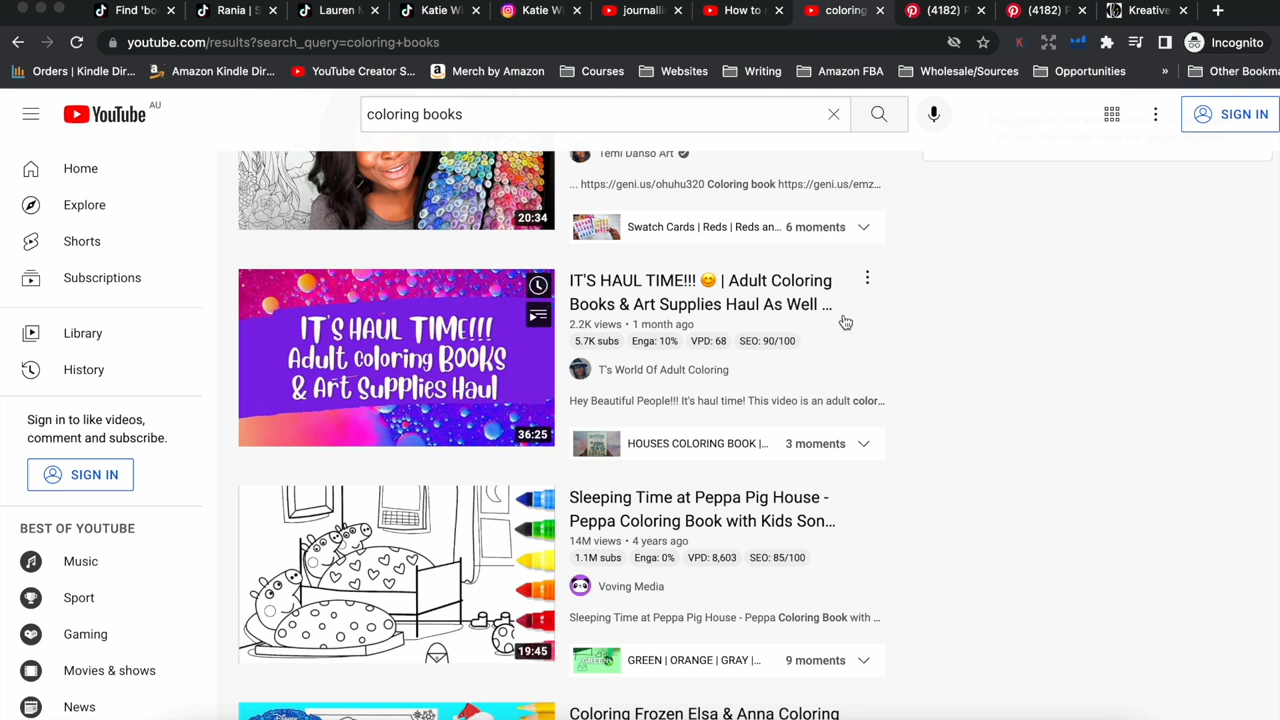 Find 'bo
Rania | S
Lauren M
Katie W
Katie Wi
journalli
How to s
coloring
(4182) P
(4182) P
Kreative
youtube.com/results?search_query=coloring+books
Incognito
Orders | Kindle Dir...
Amazon Kindle Dir...
YouTube Creator S...
Merch by Amazon
Courses
Websites
Writing
Amazon FBA
Wholesale/Sources
Opportunities
»
Other Bookma
YouTube AU
coloring books
SIGN IN
Home
Explore
Shorts
Subscriptions
Library
History
Sign in to like videos,
comment and subscribe.
SIGN IN
BEST OF YOUTUBE
Music
Sport
Gaming
Movies & shows
News
20:34
Temi Danso Art
... https://geni.us/ohuhu320 Coloring book https://geni.us/emz...
Swatch Cards | Reds | Reds an... 6 moments
IT'S HAUL TIME!!!
Adult coloring BOOKS
& Art Supplies Haul
36:25
IT'S HAUL TIME!!! 😊 | Adult Coloring
Books & Art Supplies Haul As Well ...
2.2K views • 1 month ago
5.7K subs Enga: 10% VPD: 68 SEO: 90/100
T's World Of Adult Coloring
Hey Beautiful People!!! It's haul time! This video is an adult color...
HOUSES COLORING BOOK |... 3 moments
19:45
Sleeping Time at Peppa Pig House -
Peppa Coloring Book with Kids Son...
14M views • 4 years ago
1.1M subs Enga: 0% VPD: 8,603 SEO: 85/100
Voving Media
Sleeping Time at Peppa Pig House - Peppa Coloring Book with ...
GREEN
GREEN | ORANGE | GRAY |... 9 moments
Coloring Frozen Elsa & Anna Coloring